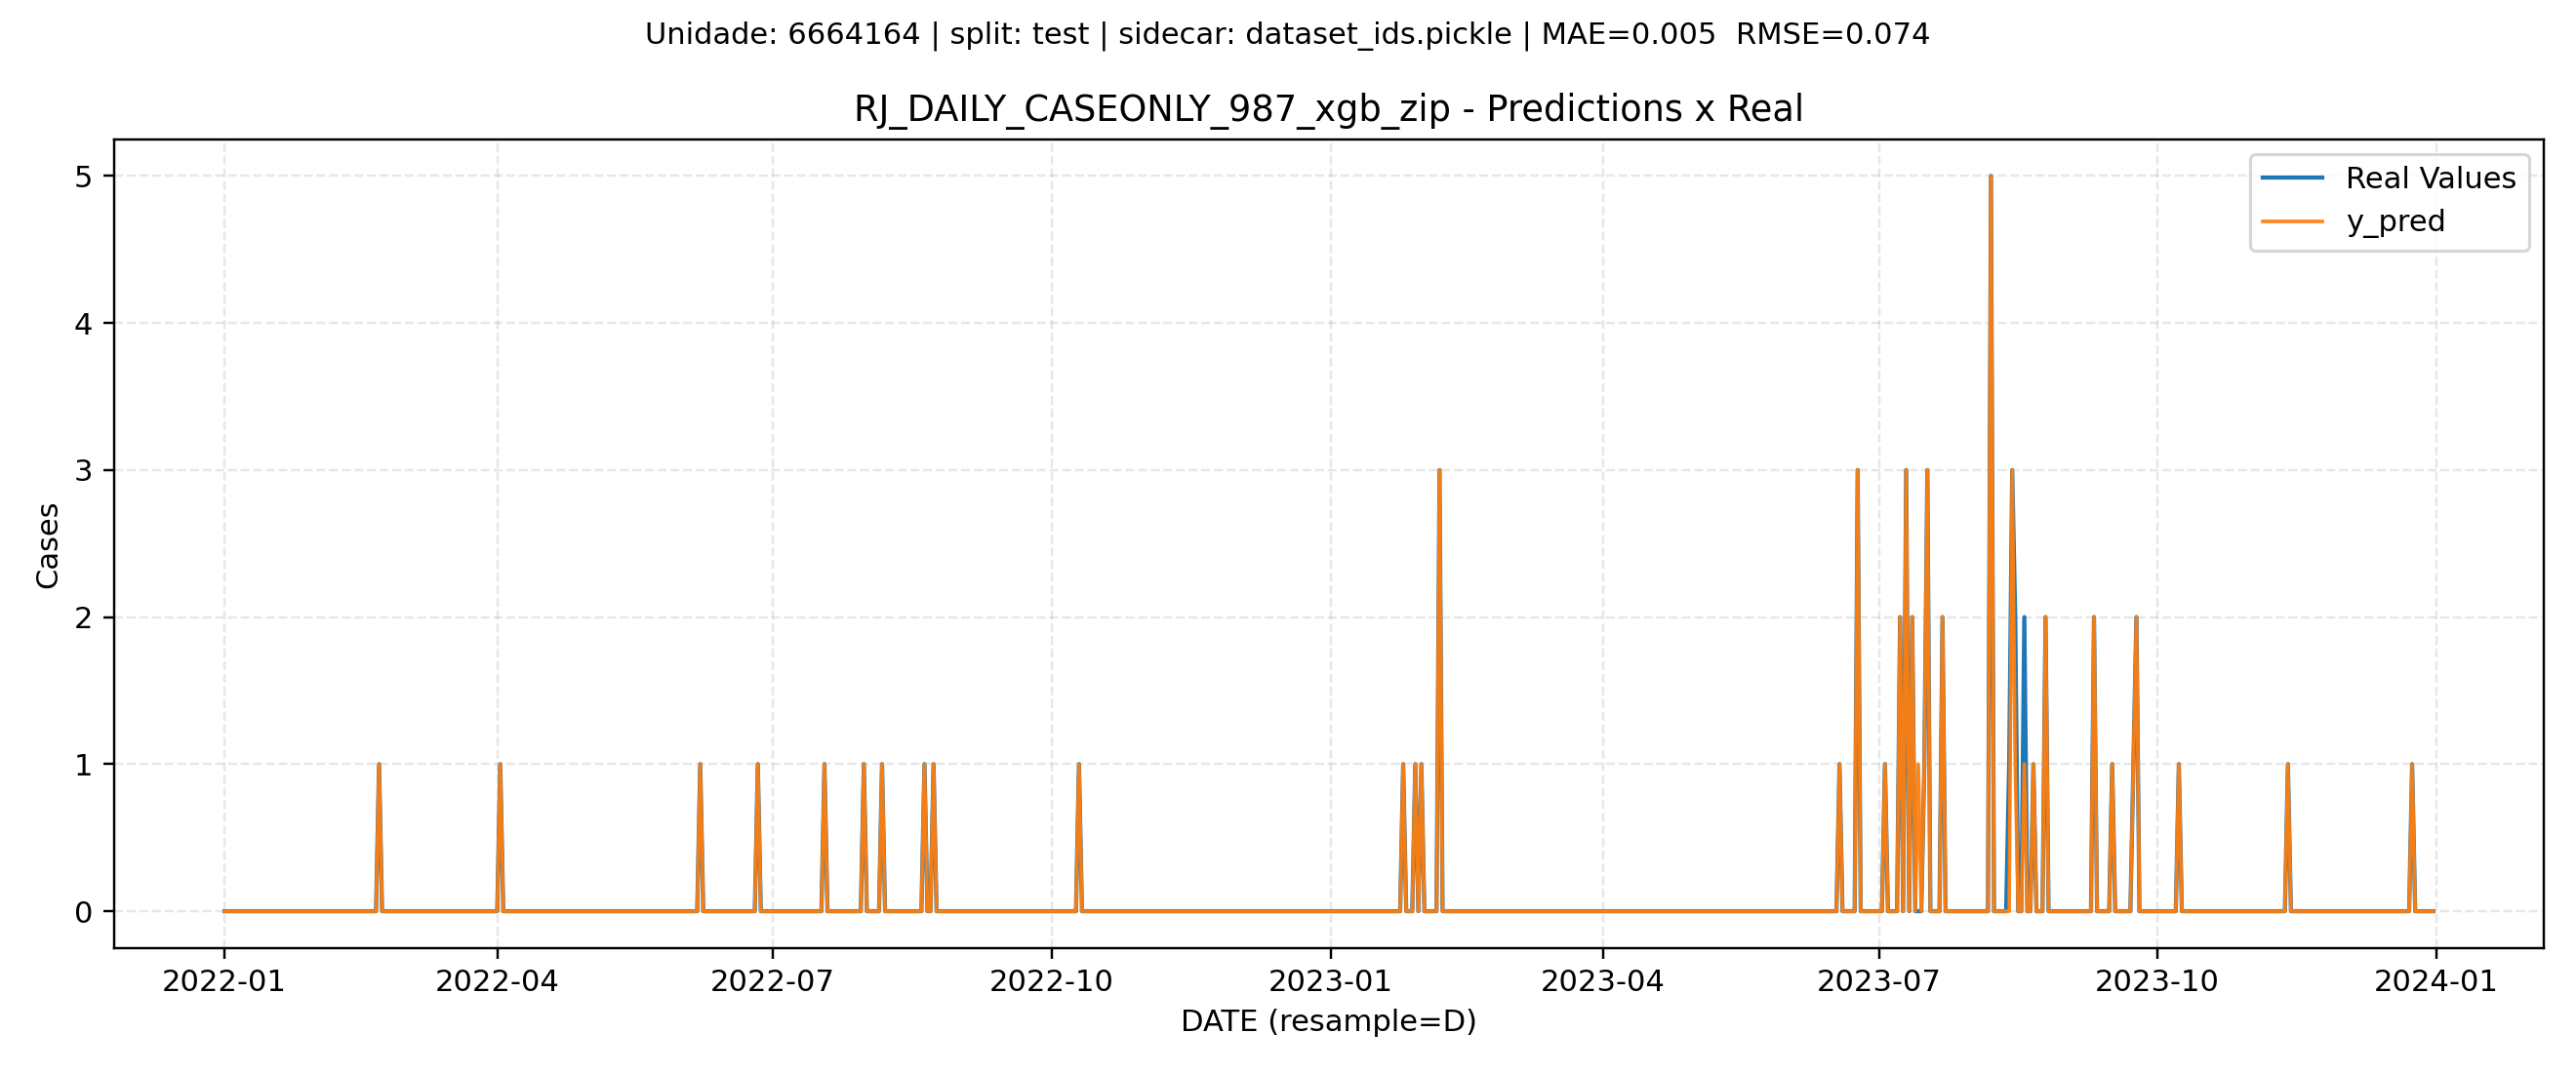 Unidade: 6664164 | split: test | sidecar: dataset_ids.pickle | MAE=0.005  RMSE=0.074
RJ_DAILY_CASEONLY_987_xgb_zip - Predictions x Real
Real Values
y_pred
5
4
3
2
1
0
Cases
2022-01 2022-04 2022-07 2022-10 2023-01 2023-04 2023-07 2023-10 2024-01
DATE (resample=D)